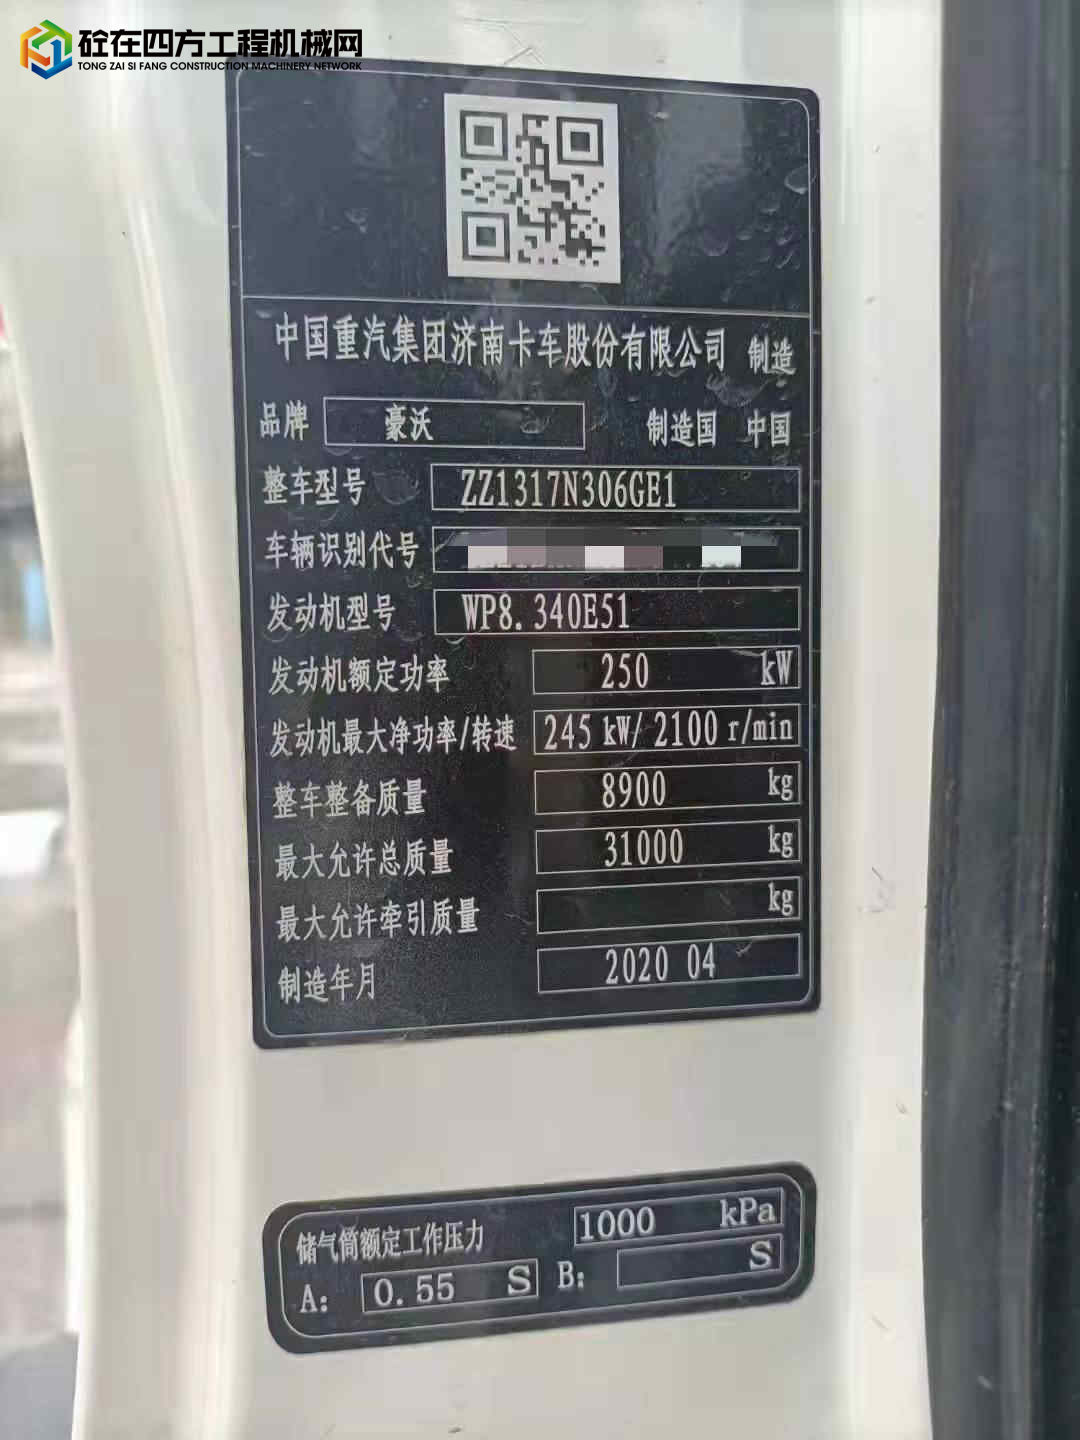 砼在四方工程机械网
TONG ZAI SI FANG CONSTRUCTION MACHINERY NETWORK
中国重汽集团济南卡车股份有限公司 制造
品牌 豪沃 制造国 中国
整车型号 ZZ1317N306GE1
车辆识别代号
发动机型号 WP8.340E51
发动机额定功率 250 kW
发动机最大净功率/转速 245 kW/ 2100 r/min
整车整备质量 8900 kg
最大允许总质量 31000 kg
最大允许牵引质量 kg
制造年月 2020 04
储气筒额定工作压力 1000 kPa
A: 0.55 S B: S